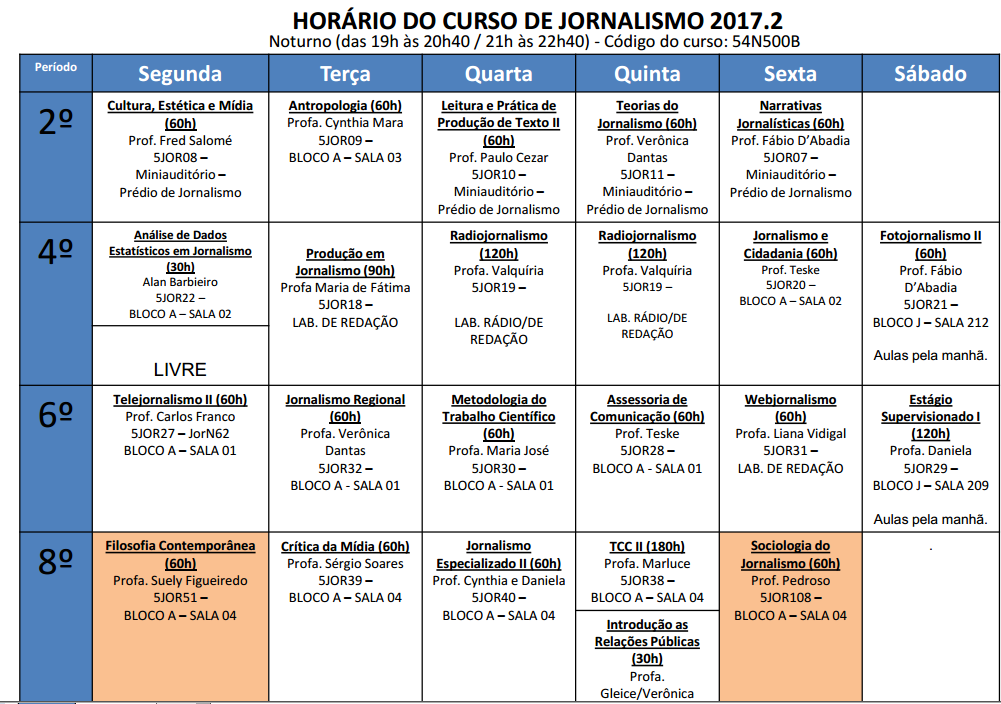 HORÁRIO DO CURSO DE JORNALISMO 2017.2
Noturno (das 19h às 20h40 / 21h às 22h40) - Código do curso: 54N500B
Período
Segunda
Terça
Quarta
Quinta
Sexta
Sábado
2º
Cultura, Estética e Mídia
(60h)
Prof. Fred Salomé
5JOR08 –
Miniauditório –
Prédio de Jornalismo
Antropologia (60h)
Profa. Cynthia Mara
5JOR09 –
BLOCO A – SALA 03
Leitura e Prática de
Produção de Texto II
(60h)
Prof. Paulo Cezar
5JOR10 –
Miniauditório –
Prédio de Jornalismo
Teorias do
Jornalismo (60h)
Prof. Verônica
Dantas
5JOR11 –
Miniauditório –
Prédio de Jornalismo
Narrativas
Jornalísticas (60h)
Prof. Fábio D’Abadia
5JOR07 –
Miniauditório –
Prédio de Jornalismo
4º
Análise de Dados
Estatísticos em Jornalismo
(30h)
Alan Barbieiro
5JOR22 –
BLOCO A – SALA 02
LIVRE
Produção em
Jornalismo (90h)
Profa Maria de Fátima
5JOR18 –
LAB. DE REDAÇÃO
Radiojornalismo
(120h)
Profa. Valquíria
5JOR19 –
LAB. RÁDIO/DE
REDAÇÃO
Radiojornalismo
(120h)
Profa. Valquíria
5JOR19 –
LAB. RÁDIO/DE
REDAÇÃO
Jornalismo e
Cidadania (60h)
Prof. Teske
5JOR20 –
BLOCO A – SALA 02
Fotojornalismo II
(60h)
Prof. Fábio
D’Abadia
5JOR21 –
BLOCO J – SALA 212
Aulas pela manhã.
6º
Telejornalismo II (60h)
Prof. Carlos Franco
5JOR27 – JorN62
BLOCO A – SALA 01
Jornalismo Regional
(60h)
Profa. Verônica
Dantas
5JOR32 –
BLOCO A - SALA 01
Metodologia do
Trabalho Científico
(60h)
Profa. Maria José
5JOR30 –
BLOCO A - SALA 01
Assessoria de
Comunicação (60h)
Prof. Teske
5JOR28 –
BLOCO A - SALA 01
Webjornalismo
(60h)
Profa. Liana Vidigal
5JOR31 –
LAB. DE REDAÇÃO
Estágio
Supervisionado I
(120h)
Profa. Daniela
5JOR29 –
BLOCO J – SALA 209
Aulas pela manhã.
8º
Filosofia Contemporânea
(60h)
Profa. Suely Figueiredo
5JOR51 –
BLOCO A – SALA 04
Crítica da Mídia (60h)
Profa. Sérgio Soares
5JOR39 –
BLOCO A – SALA 04
Jornalismo
Especializado II (60h)
Prof. Cynthia e Daniela
5JOR40 –
BLOCO A – SALA 04
TCC II (180h)
Profa. Marluce
5JOR38 –
BLOCO A – SALA 04
Introdução as
Relações Públicas
(30h)
Profa.
Gleice/Verônica
Sociologia do
Jornalismo (60h)
Prof. Pedroso
5JOR108 –
BLOCO A – SALA 04
.